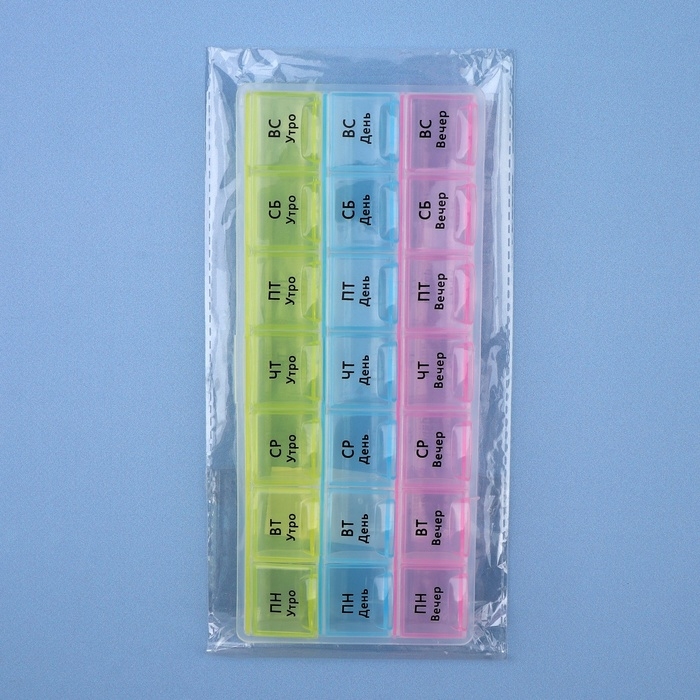 ПН
Утро
ВТ
Утро
СР
Утро
ЧТ
Утро
ПТ
Утро
СБ
Утро
ВС
Утро
ПН
День
ВТ
День
СР
День
ЧТ
День
ПТ
День
СБ
День
ВС
День
ПН
Вечер
ВТ
Вечер
СР
Вечер
ЧТ
Вечер
ПТ
Вечер
СБ
Вечер
ВС
Вечер